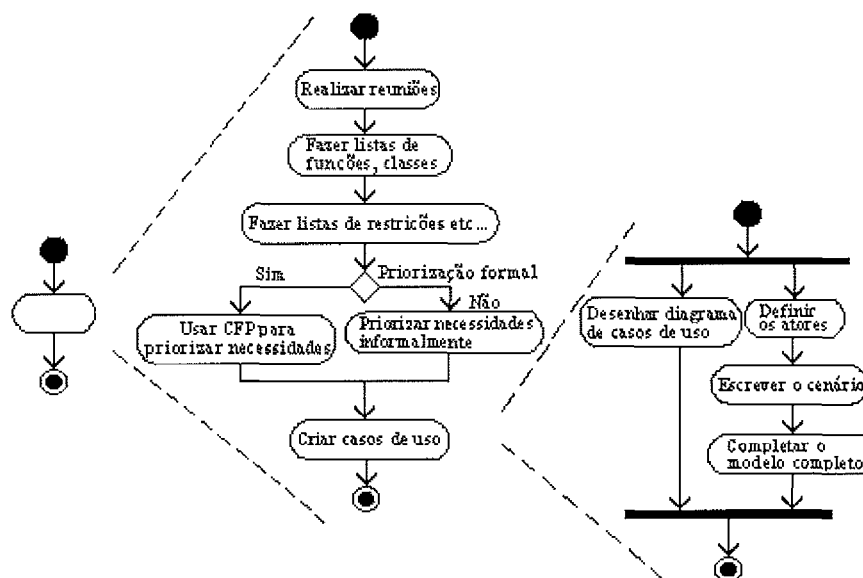 Realizar reuniões
Fazer listas de
funções, classes
Fazer listas de restrições etc...
Sim
Priorização formal
Não
Usar CFP para
priorizar necessidades
Priorizar necessidades
informalmente
Criar casos de uso
Desenhar diagrama
de casos de uso
Definir
os atores
Escrever o cenário
Completar o
modelo completo